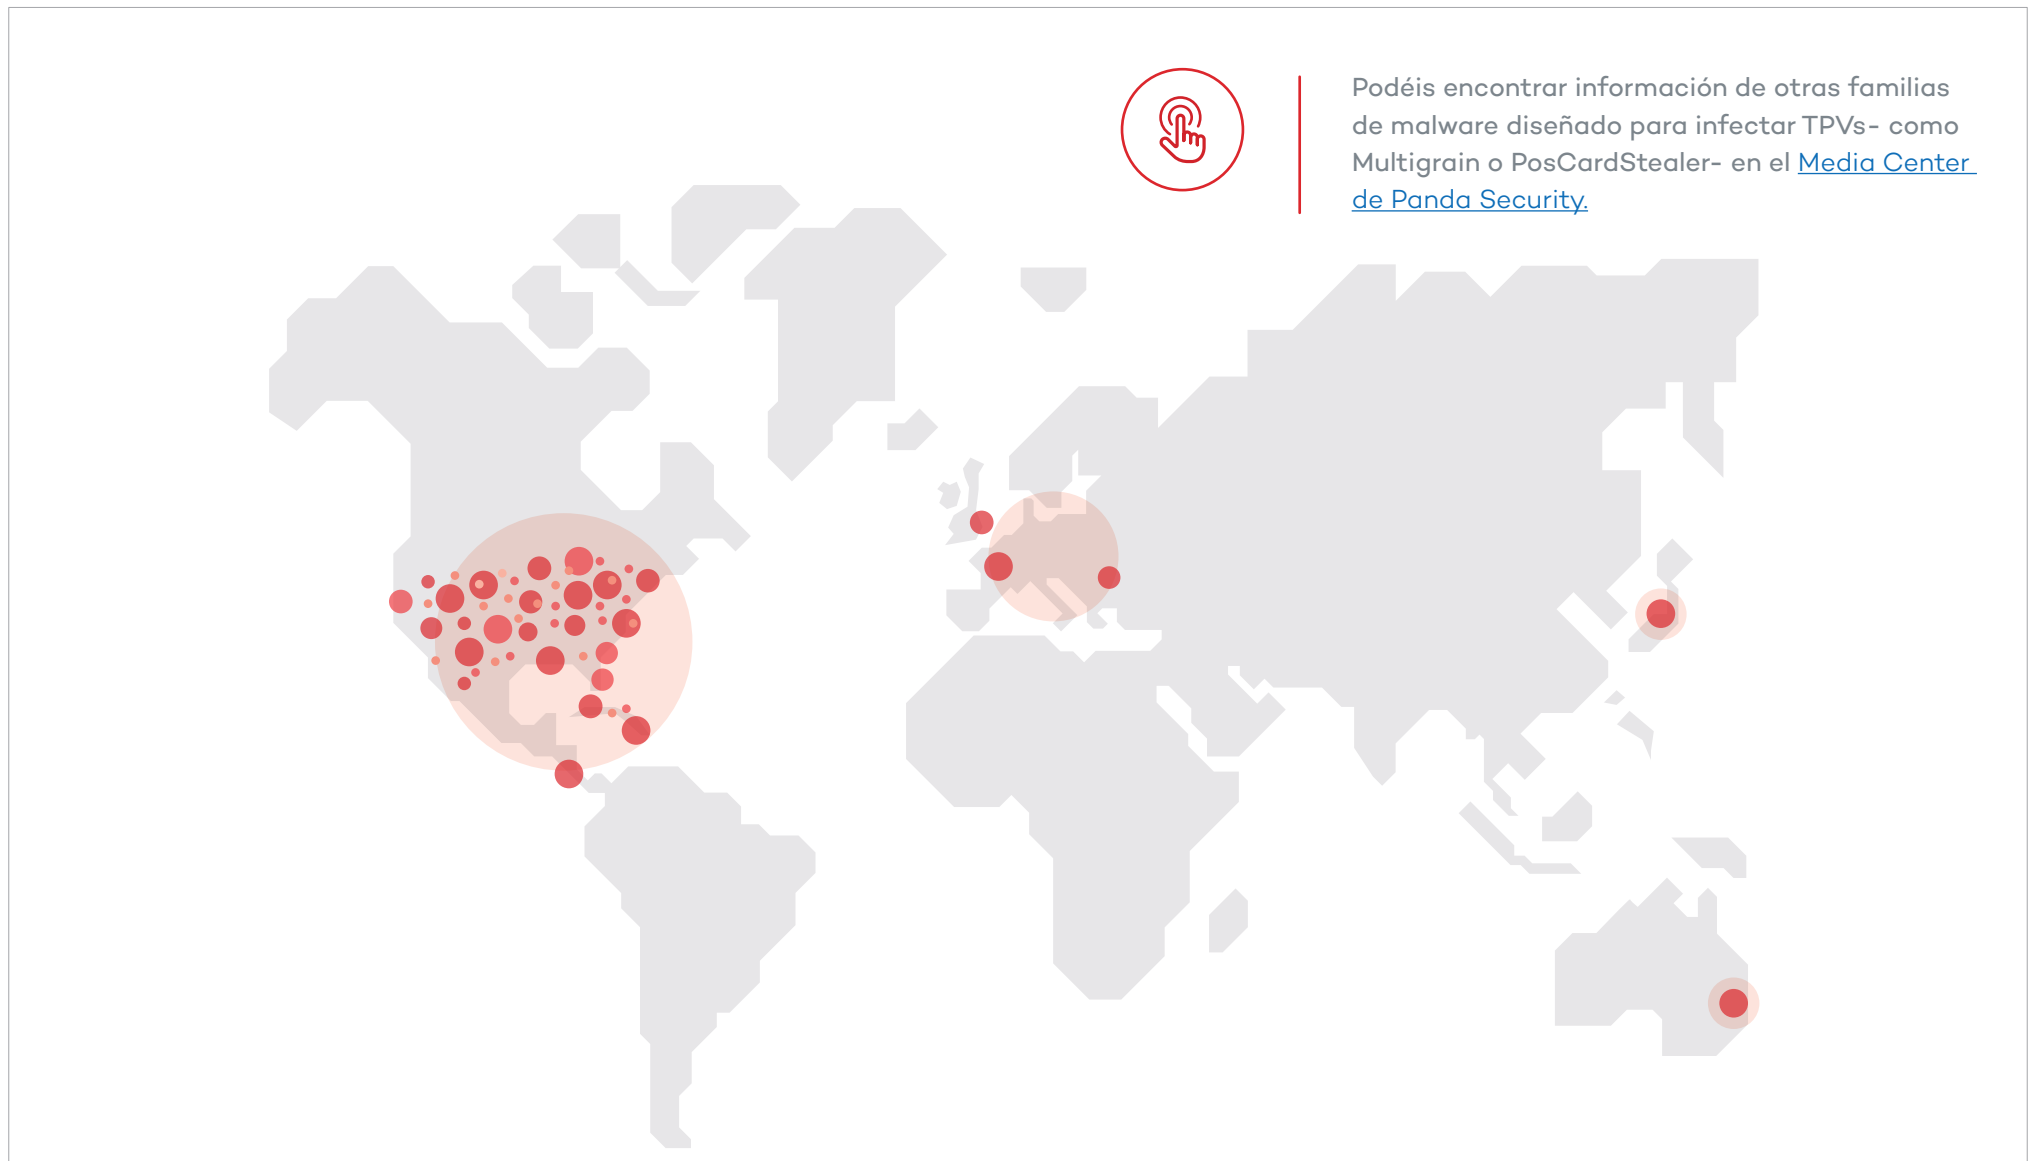 Podéis encontrar información de otras familias
de malware diseñado para infectar TPVs- como
Multigrain o PosCardStealer- en el Media Center
de Panda Security.